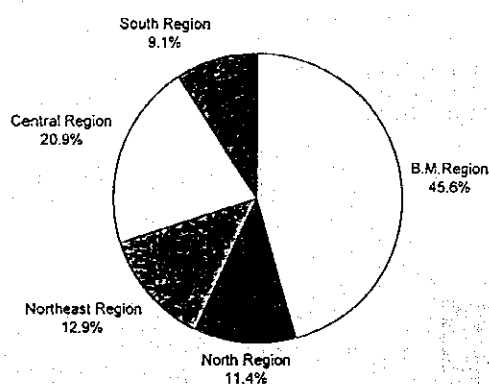 South Region
9.1%
Central Region
20.9%
B.M.Region
45.6%
Northeast Region
12.9%
North Region
11.4%